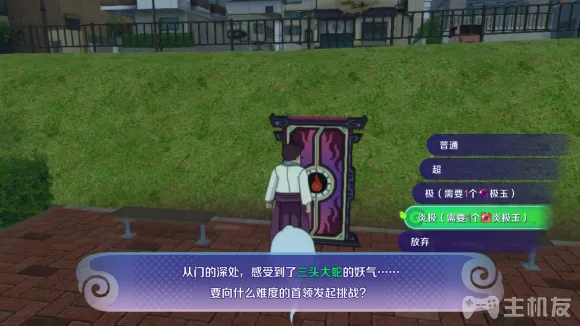 普通
超
极（需要1个极玉）
炎极（需要1个炎极玉）
放弃
从门的深处，感受到了三头大蛇的妖气……
要向什么难度的首领发起挑战？
主机友